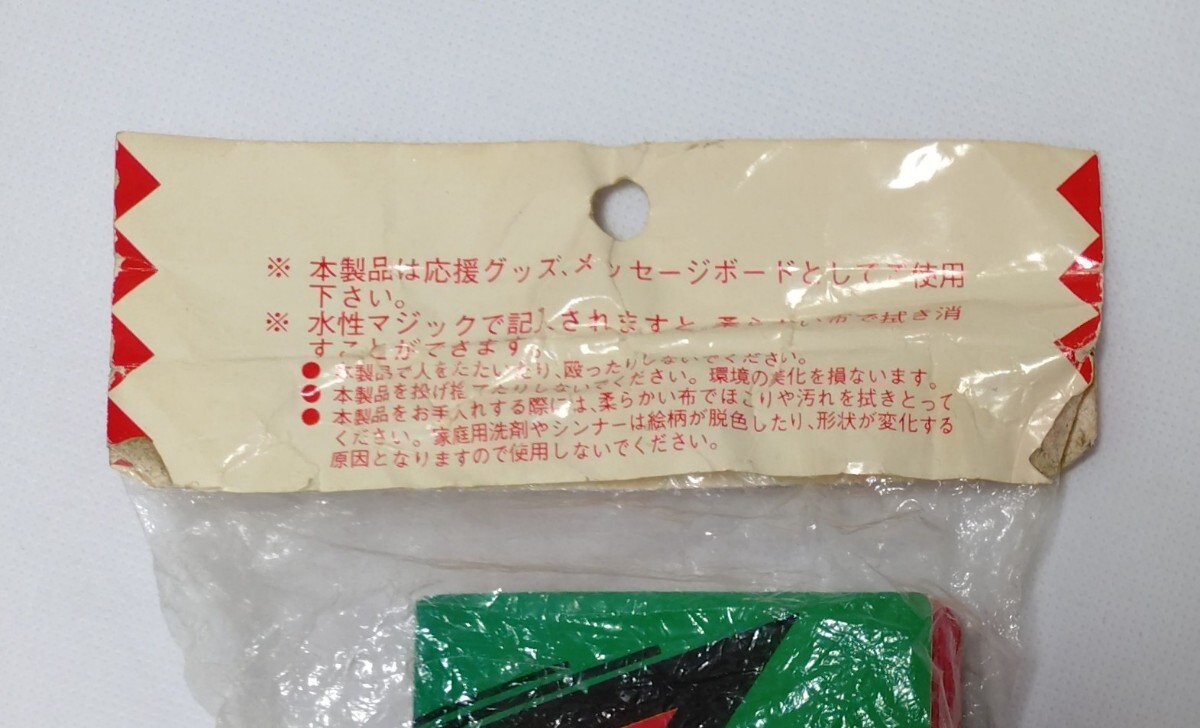 ※ 本製品は応援グッズ、メッセージボードとしてご使用
下さい。
※ 水性マジックで記入されますと、柔らかい布で拭き消
すことができます。
● 本製品で人をたたいたり、殴ったりしないでください。
● 本製品を投げ捨てたりしないでください。環境の美化を損ないます。
● 本製品をお手入れする際には、柔らかい布でほこりや汚れを拭きとって
ください。家庭用洗剤やシンナーは絵柄が脱色したり、形状が変化する
原因となりますので使用しないでください。